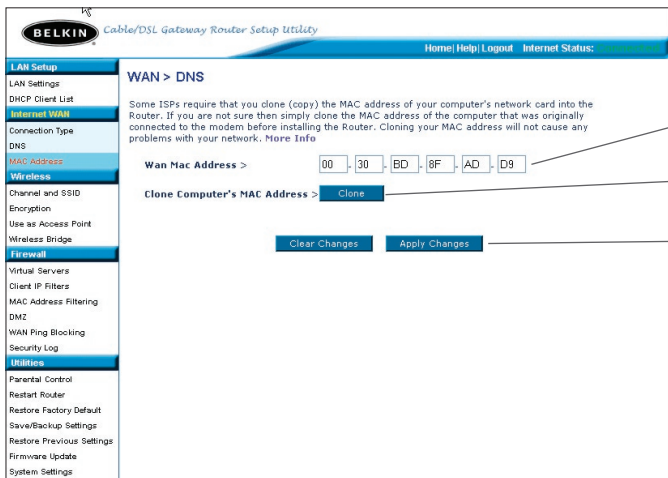 BELKIN Cable/DSL Gateway Router Setup Utility
Home|Help|Logout Internet Status:
LAN Setup
LAN Settings
DHCP Client List
Internet WAN
Connection Type
DNS
MAC Address
Wireless
Channel and SSID
Encryption
Use as Access Point
Wireless Bridge
Firewall
Virtual Servers
Client IP Filters
MAC Address Filtering
DMZ
WAN Ping Blocking
Security Log
Utilities
Parental Control
Restart Router
Restore Factory Default
Save/Backup Settings
Restore Previous Settings
Firmware Update
System Settings
WAN > DNS
Some ISPs require that you clone (copy) the MAC address of your computer's network card into the
Router. If you are not sure then simply clone the MAC address of the computer that was originally
connected to the modem before installing the Router. Cloning your MAC address will not cause any
problems with your network. More Info
Wan Mac Address > 00 . 30 . BD . 8F . AD . D9
Clone Computer's MAC Address > Clone
Clear Changes Apply Changes